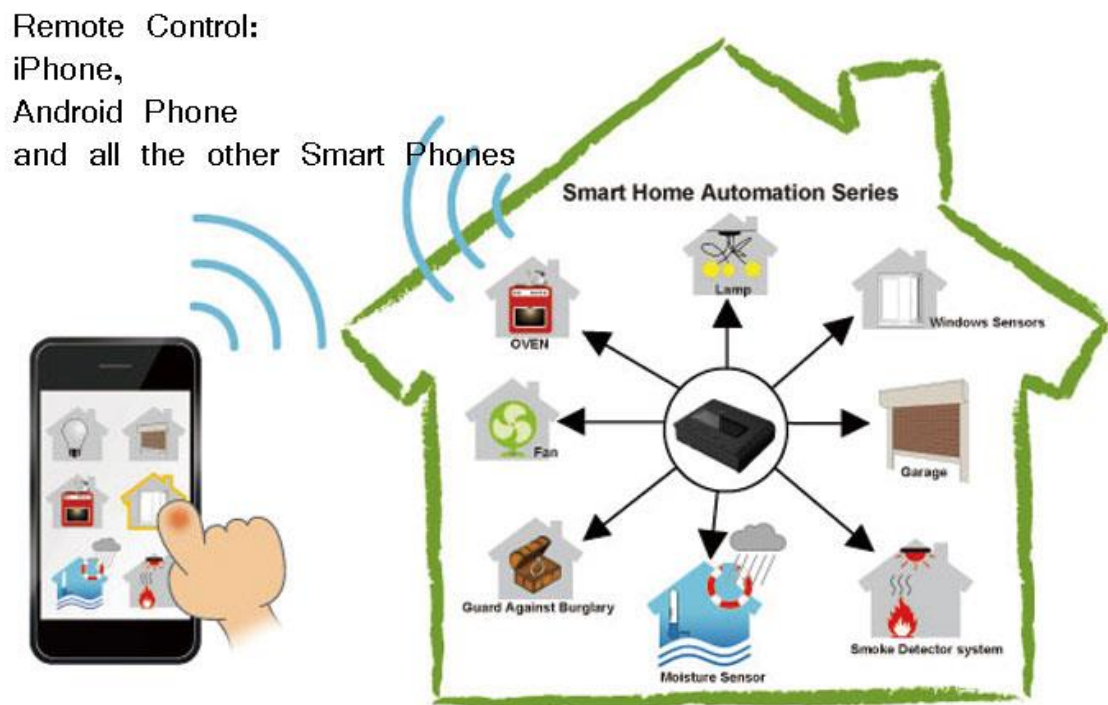 Remote Control:
iPhone,
Android Phone
and all the other Smart Phones
Smart Home Automation Series
Lamp
OVEN
Windows Sensors
Fan
Garage
Guard Against Burglary
Moisture Sensor
Smoke Detector system